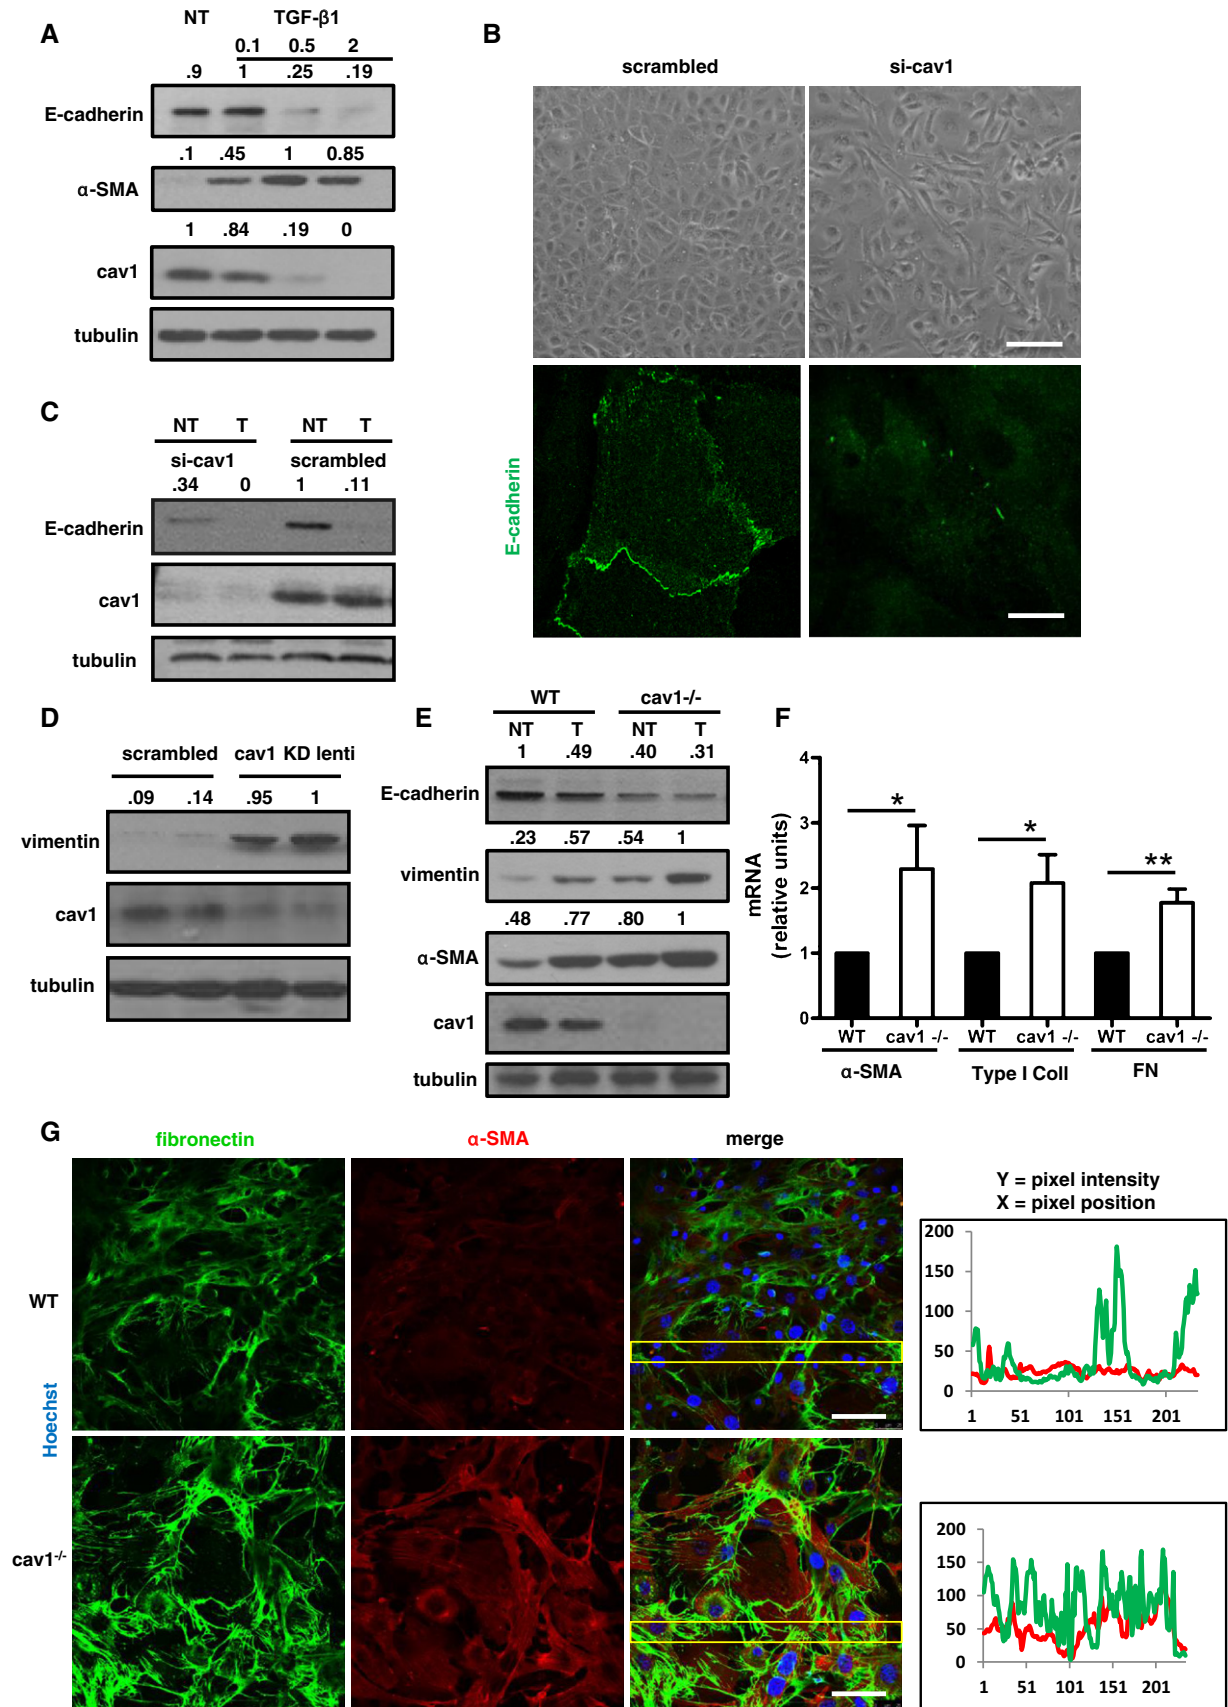 A
NT TGF-β1
0.1 0.5 2
.9 1 .25 .19
E-cadherin
.1 .45 1 0.85
α-SMA
1 .84 .19 0
cav1
tubulin
B
scrambled si-cav1
E-cadherin
C
NT T NT T
si-cav1 scrambled
.34 0 1 .11
E-cadherin
cav1
tubulin
D
scrambled cav1 KD lenti
.09 .14 .95 1
vimentin
cav1
tubulin
E
WT cav1-/-
NT T NT T
1 .49 .40 .31
E-cadherin
.23 .57 .54 1
vimentin
.48 .77 .80 1
α-SMA
cav1
tubulin
F
mRNA
(relative units)
4
3
2
1
0
* * **
WT cav1 -/- WT cav1 -/- WT cav1 -/-
α-SMA Type I Coll FN
G
fibronectin α-SMA merge
Y = pixel intensity
X = pixel position
WT
Hoechst
cav1-/-
200
150
100
50
0
1 51 101 151 201
200
150
100
50
0
1 51 101 151 201